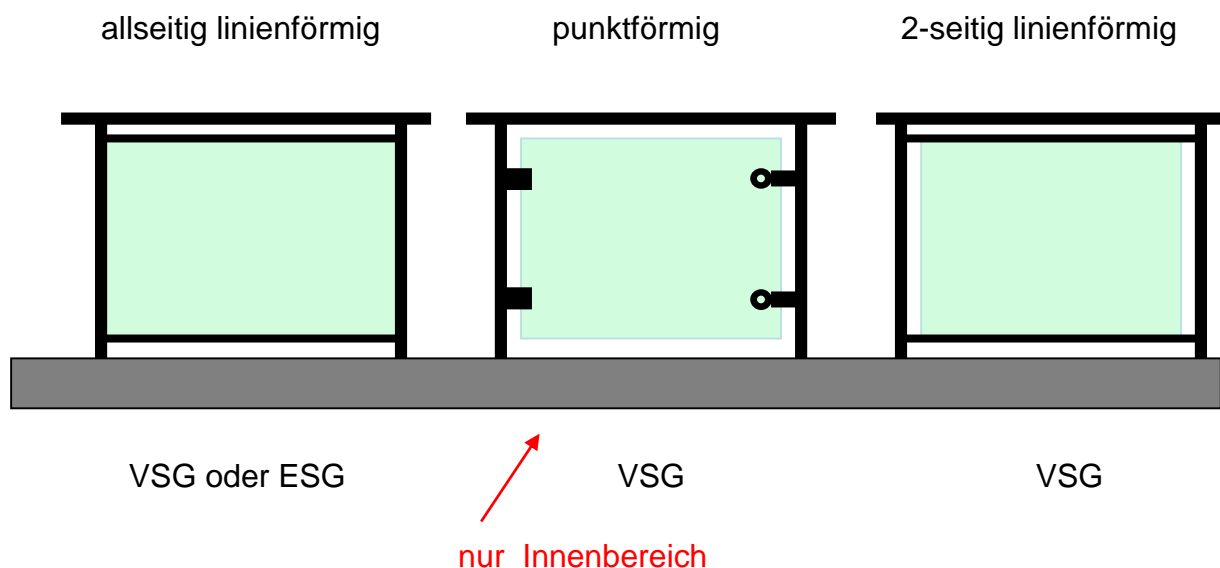 allseitig linienförmig
punktförmig
2-seitig linienförmig
VSG oder ESG
VSG
VSG
nur Innenbereich